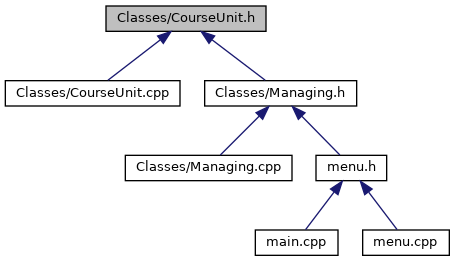 Classes/CourseUnit.h
Classes/CourseUnit.cpp
Classes/Managing.h
Classes/Managing.cpp
menu.h
main.cpp
menu.cpp